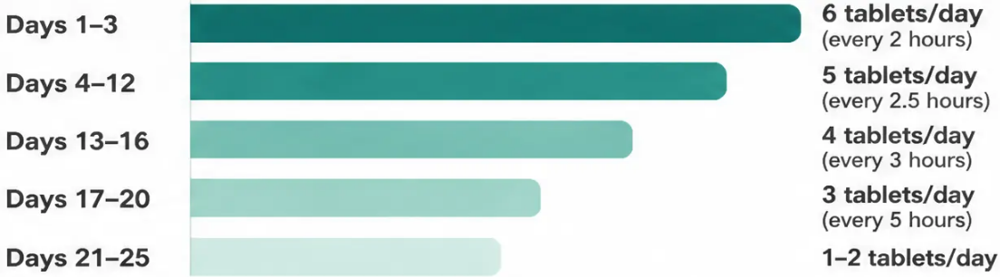 Days 1–3
6 tablets/day
(every 2 hours)
Days 4–12
5 tablets/day
(every 2.5 hours)
Days 13–16
4 tablets/day
(every 3 hours)
Days 17–20
3 tablets/day
(every 5 hours)
Days 21–25
1–2 tablets/day